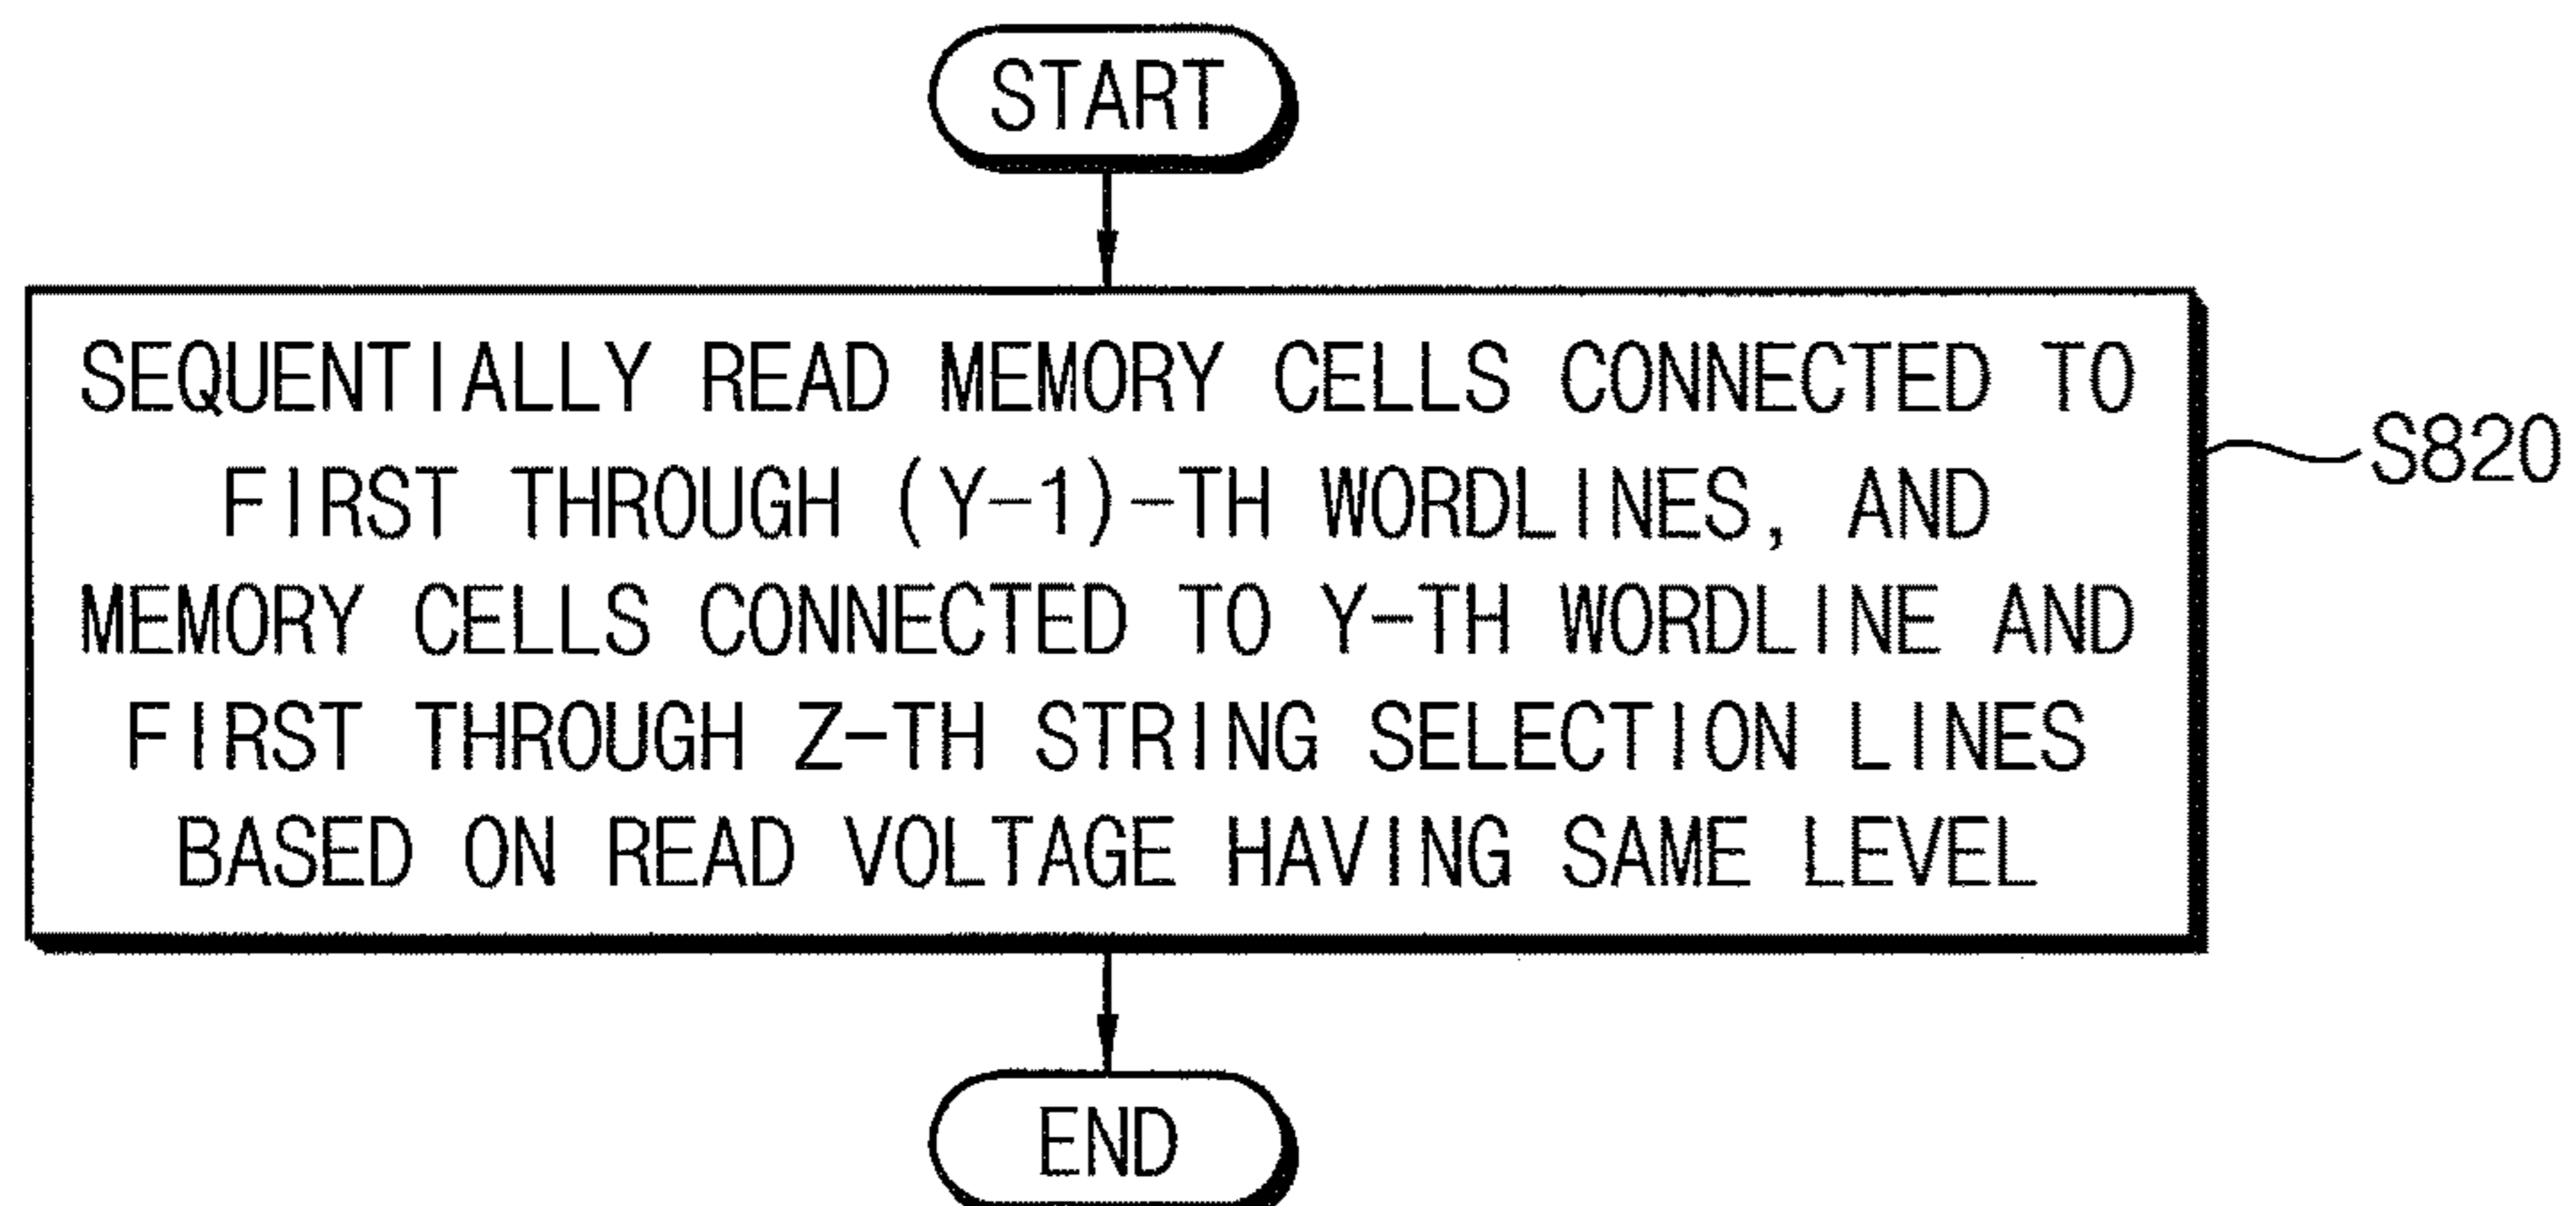 START
SEQUENTIALLY READ MEMORY CELLS CONNECTED TO
FIRST THROUGH (Y-1)-TH WORDLINES, AND
MEMORY CELLS CONNECTED TO Y-TH WORDLINE AND
FIRST THROUGH Z-TH STRING SELECTION LINES
BASED ON READ VOLTAGE HAVING SAME LEVEL
S820
END